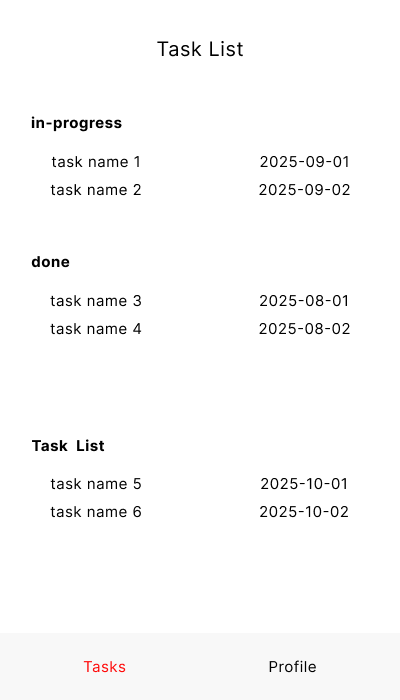 Task List
in-progress
task name 1 2025-09-01
task name 2 2025-09-02
done
task name 3 2025-08-01
task name 4 2025-08-02
Task List
task name 5 2025-10-01
task name 6 2025-10-02
Tasks Profile